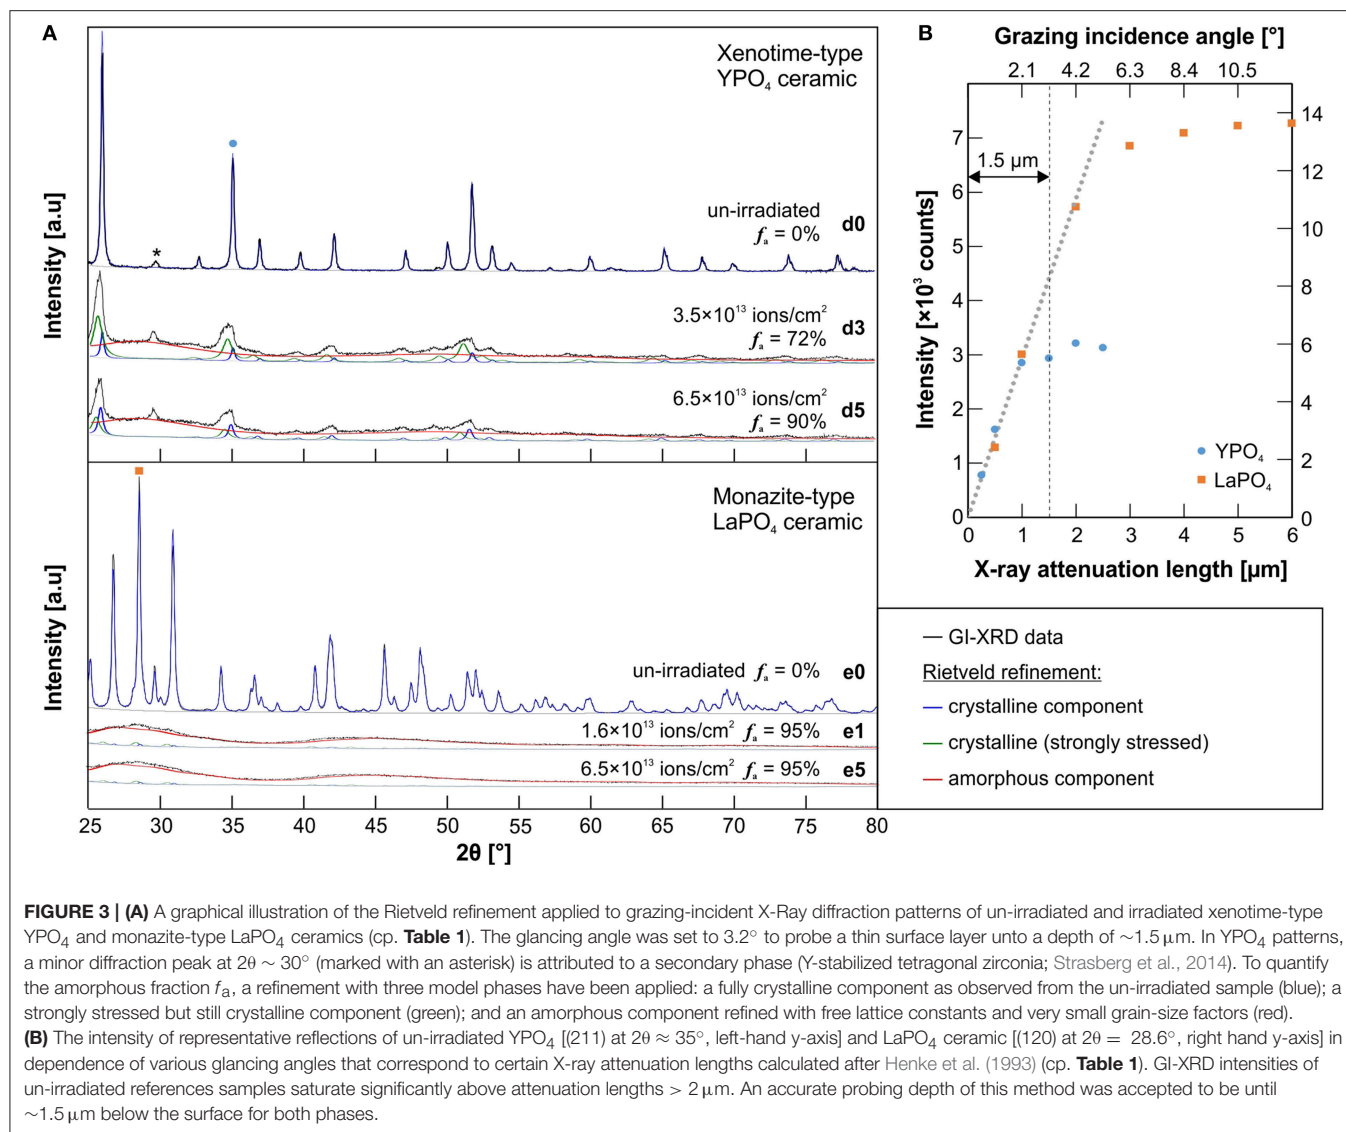 A
Xenotime-type
YPO4 ceramic
Intensity [a.u]
*
un-irradiated d0
fa = 0%
3.5×10^13 ions/cm^2 d3
fa = 72%
6.5×10^13 ions/cm^2 d5
fa = 90%
Monazite-type
LaPO4 ceramic
Intensity [a.u]
un-irradiated fa = 0% e0
1.6×10^13 ions/cm^2 fa = 95% e1
6.5×10^13 ions/cm^2 fa = 95% e5
25 30 35 40 45 50 55 60 65 70 75 80
2θ [°]
B
Grazing incidence angle [°]
2.1 4.2 6.3 8.4 10.5
Intensity [×10^3 counts]
7
6
5
4
3
2
1
0
14
12
10
8
6
4
2
0
1.5 µm
YPO4
LaPO4
0 1 2 3 4 5 6
X-ray attenuation length [µm]
GI-XRD data
Rietveld refinement:
crystalline component
crystalline (strongly stressed)
amorphous component
FIGURE 3 | (A) A graphical illustration of the Rietveld refinement applied to grazing-incident X-Ray diffraction patterns of un-irradiated and irradiated xenotime-type
YPO4 and monazite-type LaPO4 ceramics (cp. Table 1). The glancing angle was set to 3.2° to probe a thin surface layer unto a depth of ~1.5 µm. In YPO4 patterns,
a minor diffraction peak at 2θ ~ 30° (marked with an asterisk) is attributed to a secondary phase (Y-stabilized tetragonal zirconia; Strasberg et al., 2014). To quantify
the amorphous fraction fa, a refinement with three model phases have been applied: a fully crystalline component as observed from the un-irradiated sample (blue); a
strongly stressed but still crystalline component (green); and an amorphous component refined with free lattice constants and very small grain-size factors (red).
(B) The intensity of representative reflections of un-irradiated YPO4 [(211) at 2θ ≈ 35°, left-hand y-axis] and LaPO4 ceramic [(120) at 2θ = 28.6°, right hand y-axis] in
dependence of various glancing angles that correspond to certain X-ray attenuation lengths calculated after Henke et al. (1993) (cp. Table 1). GI-XRD intensities of
un-irradiated references samples saturate significantly above attenuation lengths > 2 µm. An accurate probing depth of this method was accepted to be until
~1.5 µm below the surface for both phases.